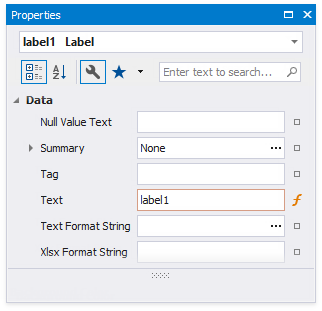 Properties
label1 Label
A
Z
Enter text to search...
Data
Null Value Text
Summary None ...
Tag
Text label1 f
Text Format String ...
Xlsx Format String